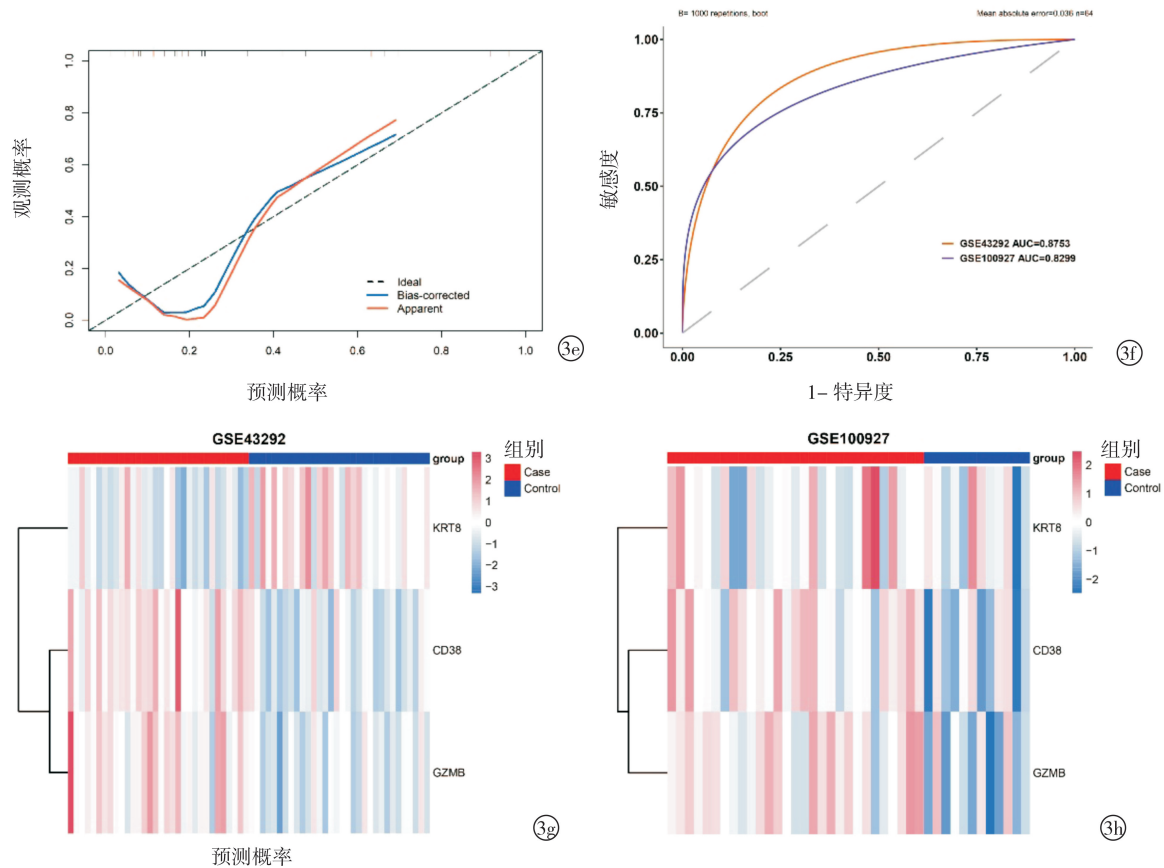 B= 1000 repetitions, boot
Mean absolute error=0.036 n=64
观测概率
1.0
0.8
0.6
0.4
0.2
0.0
Ideal
Bias-corrected
Apparent
0.0 0.2 0.4 0.6 0.8 1.0
预测概率
3e
敏感度
1.00
0.75
0.50
0.25
0.00
GSE43292 AUC=0.8753
GSE100927 AUC=0.8299
0.00 0.25 0.50 0.75 1.00
1-特异度
3f
GSE43292
group
3
2
1
0
−1
−2
−3
组别
Case
Control
KRT8
CD38
GZMB
3g
预测概率
GSE100927
group
2
1
0
−1
−2
组别
Case
Control
KRT8
CD38
GZMB
3h